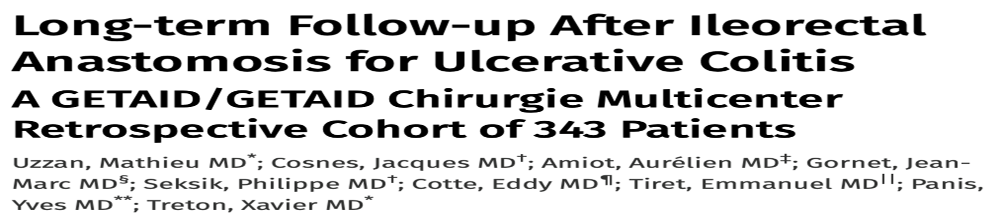 Long-term Follow-up After Ileorectal
Anastomosis for Ulcerative Colitis
A GETAID/GETAID Chirurgie Multicenter
Retrospective Cohort of 343 Patients
Uzzan, Mathieu MD*; Cosnes, Jacques MD†; Amiot, Aurélien MD‡; Gornet, Jean-
Marc MD§; Seksik, Philippe MD†; Cotte, Eddy MD¶; Tiret, Emmanuel MD||; Panis,
Yves MD**; Treton, Xavier MD*